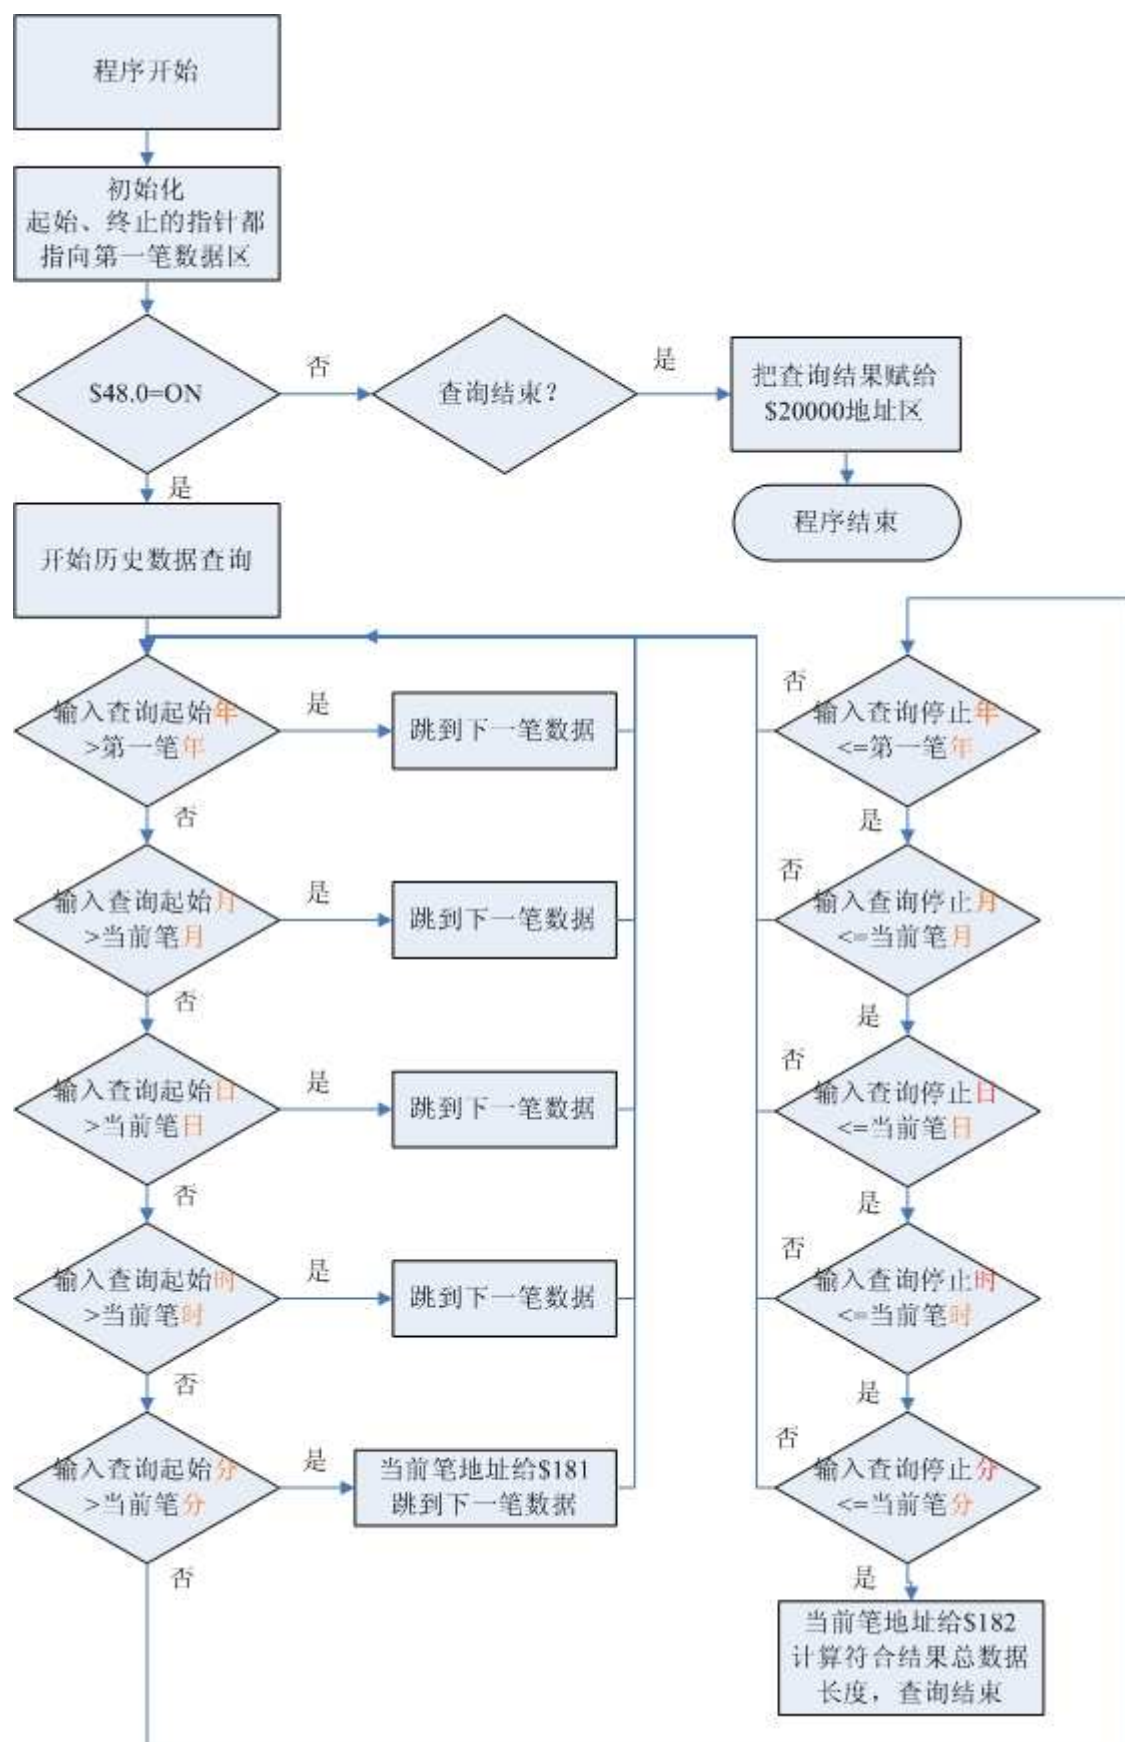 程序开始
初始化
起始、终止的指针都
指向第一笔数据区
$48.0=ON
否
查询结束？
是
把查询结果赋给
$20000地址区
是
程序结束
开始历史数据查询
输入查询起始年
>第一笔年
是
跳到下一笔数据
否
输入查询停止年
<=第一笔年
否
是
输入查询起始月
>当前笔月
是
跳到下一笔数据
否
输入查询停止月
<=当前笔月
否
是
输入查询起始日
>当前笔日
是
跳到下一笔数据
否
输入查询停止日
<=当前笔日
否
是
输入查询起始时
>当前笔时
是
跳到下一笔数据
否
输入查询停止时
<=当前笔时
否
是
输入查询起始分
>当前笔分
是
当前笔地址给$181
跳到下一笔数据
否
输入查询停止分
<=当前笔分
否
是
当前笔地址给$182
计算符合结果总数据
长度，查询结束